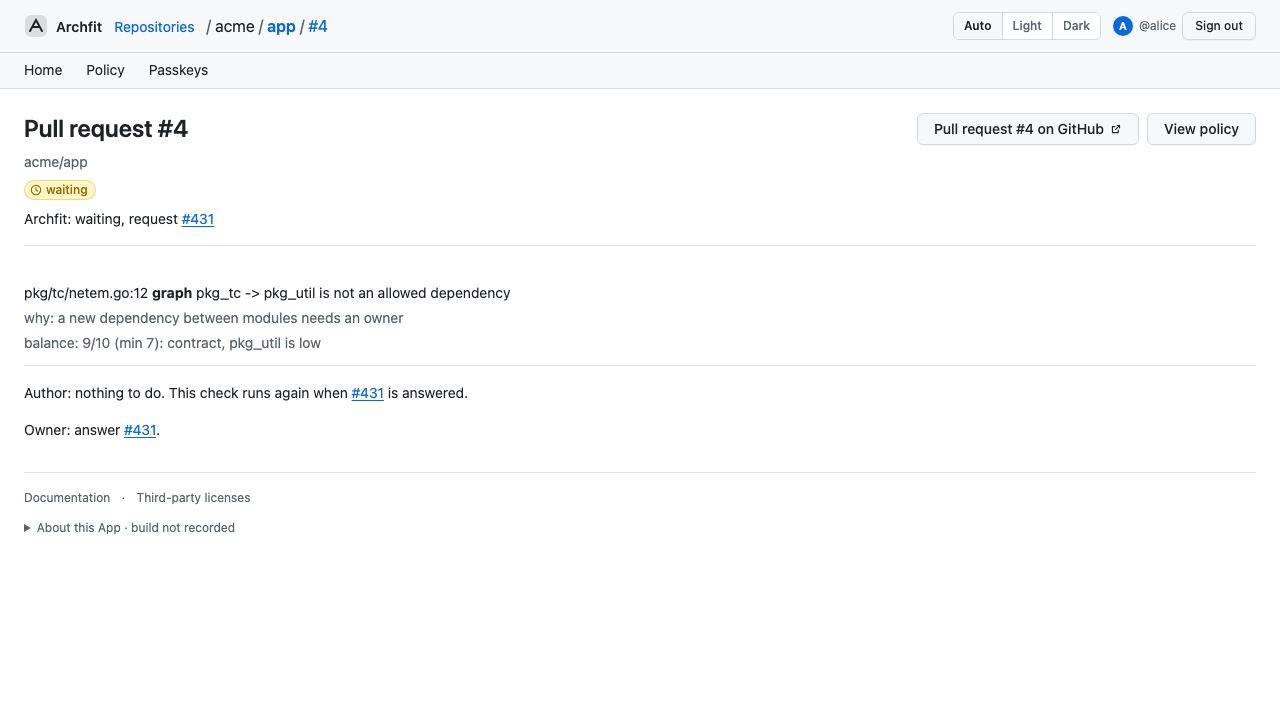 Archfit Repositories / acme / app / #4
Auto Light Dark A @alice Sign out
Home Policy Passkeys
Pull request #4
Pull request #4 on GitHub View policy
acme/app
waiting
Archfit: waiting, request #431
pkg/tc/netem.go:12 graph pkg_tc -> pkg_util is not an allowed dependency
why: a new dependency between modules needs an owner
balance: 9/10 (min 7): contract, pkg_util is low
Author: nothing to do. This check runs again when #431 is answered.
Owner: answer #431.
Documentation · Third-party licenses
About this App · build not recorded